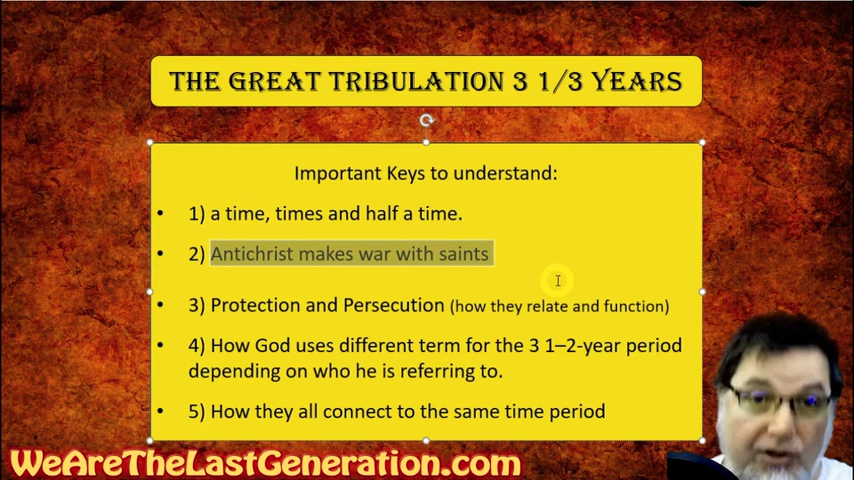 THE GREAT TRIBULATION 3 1/3 YEARS
Important Keys to understand:
• 1) a time, times and half a time.
• 2) Antichrist makes war with saints
• 3) Protection and Persecution (how they relate and function)
• 4) How God uses different term for the 3 1–2-year period
depending on who he is referring to.
• 5) How they all connect to the same time period
WeAreTheLastGeneration.com